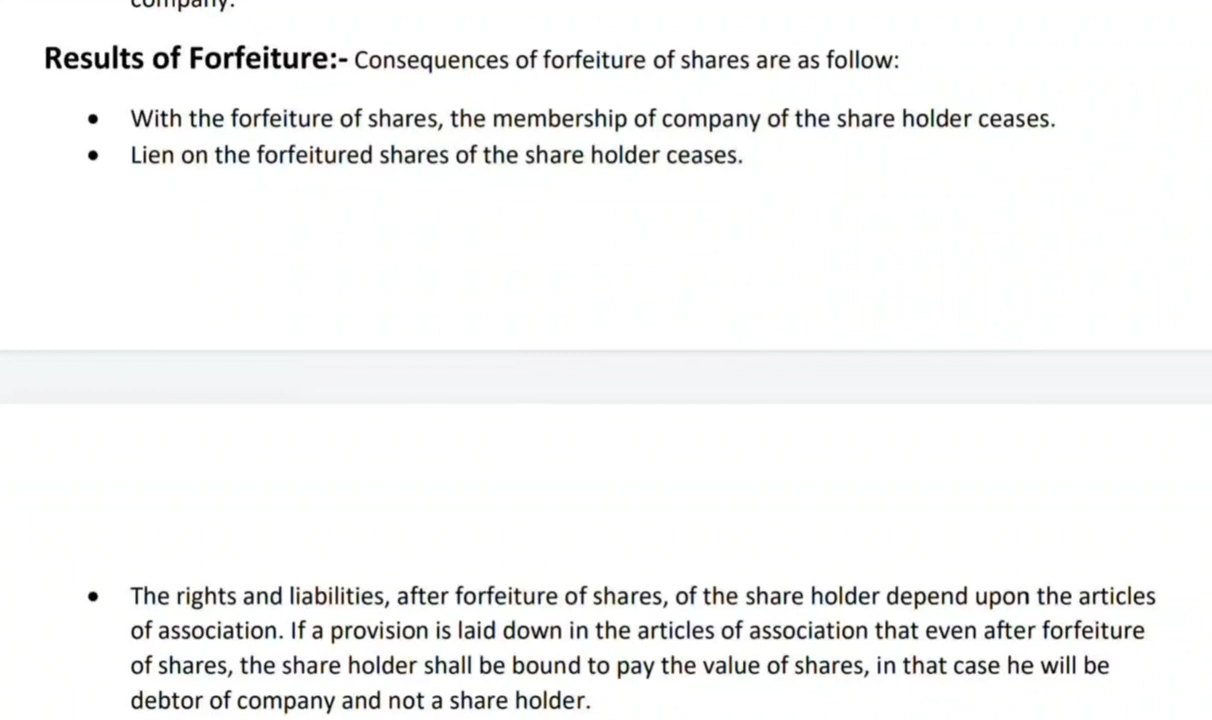 company.
Results of Forfeiture:- Consequences of forfeiture of shares are as follow:
• With the forfeiture of shares, the membership of company of the share holder ceases.
• Lien on the forfeitured shares of the share holder ceases.
• The rights and liabilities, after forfeiture of shares, of the share holder depend upon the articles
of association. If a provision is laid down in the articles of association that even after forfeiture
of shares, the share holder shall be bound to pay the value of shares, in that case he will be
debtor of company and not a share holder.